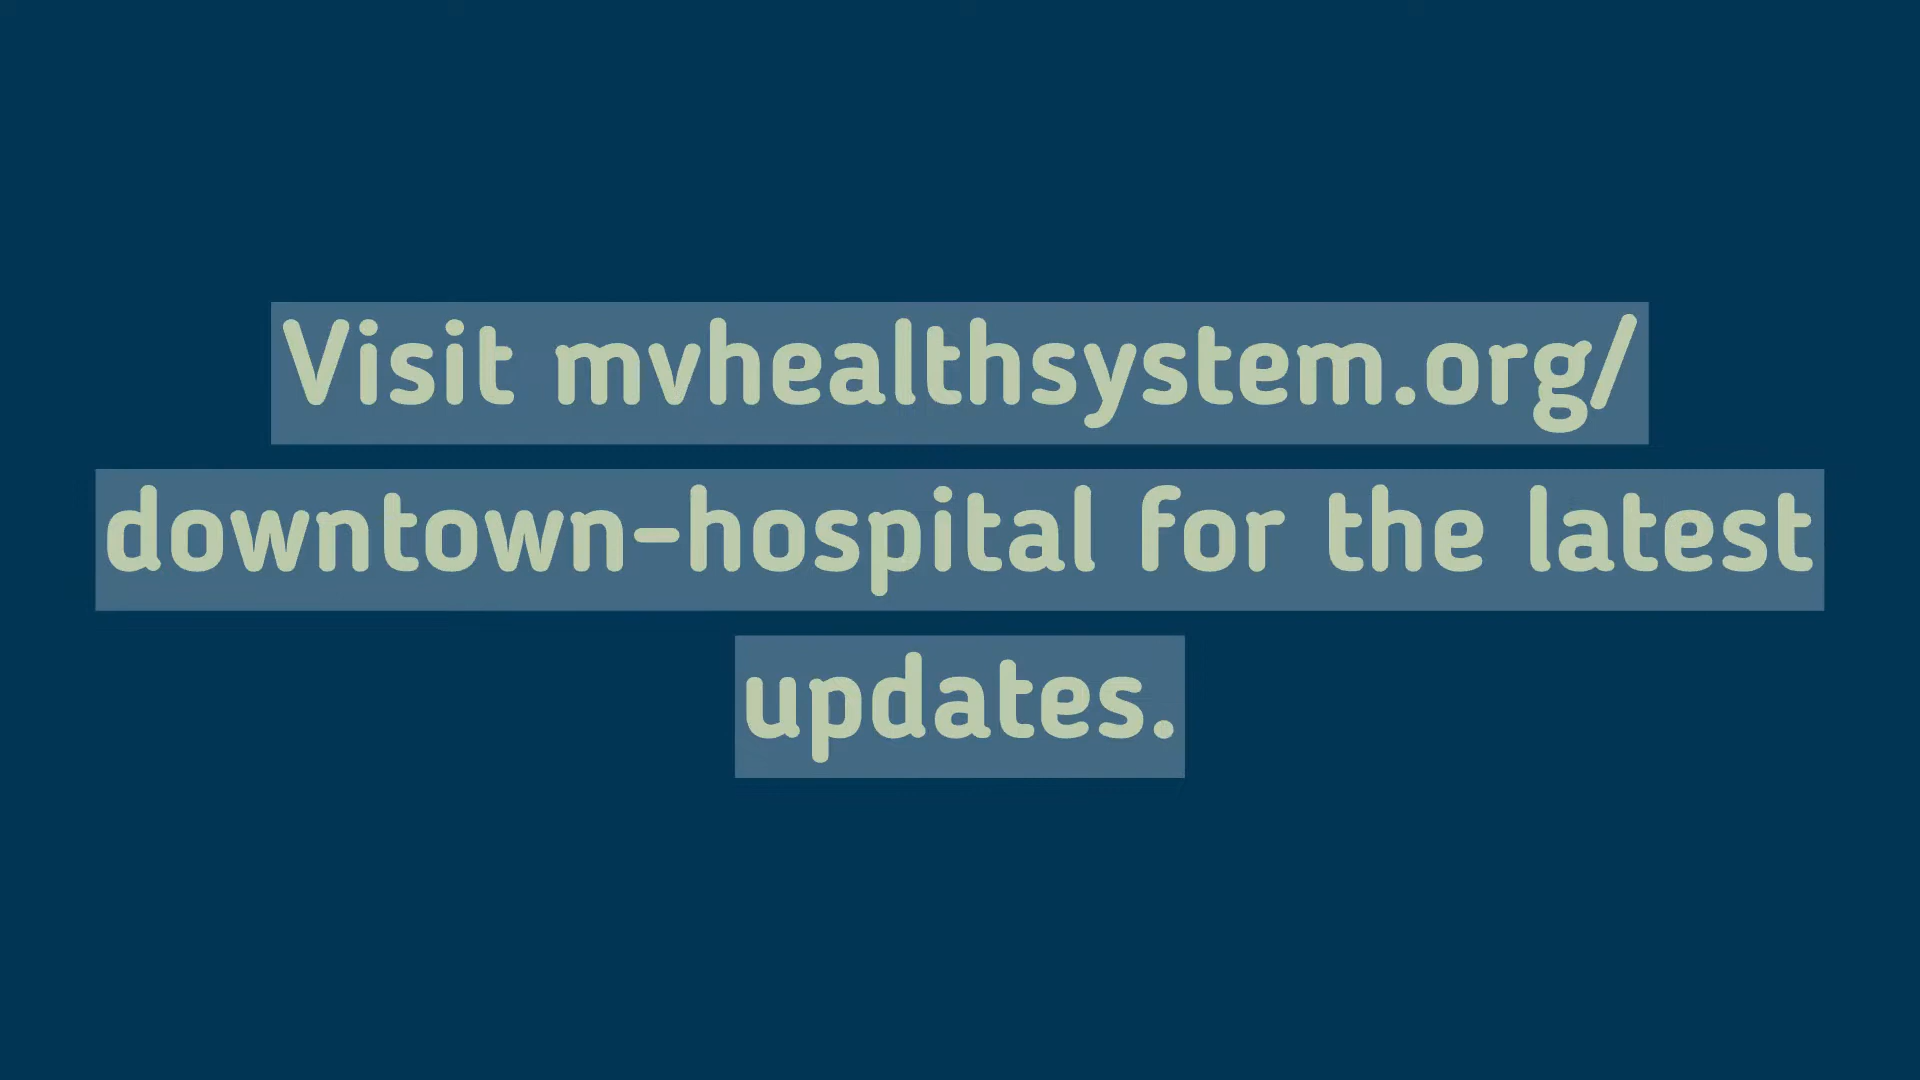 Visit mvhealthsystem.org/
downtown-hospital for the latest
updates.